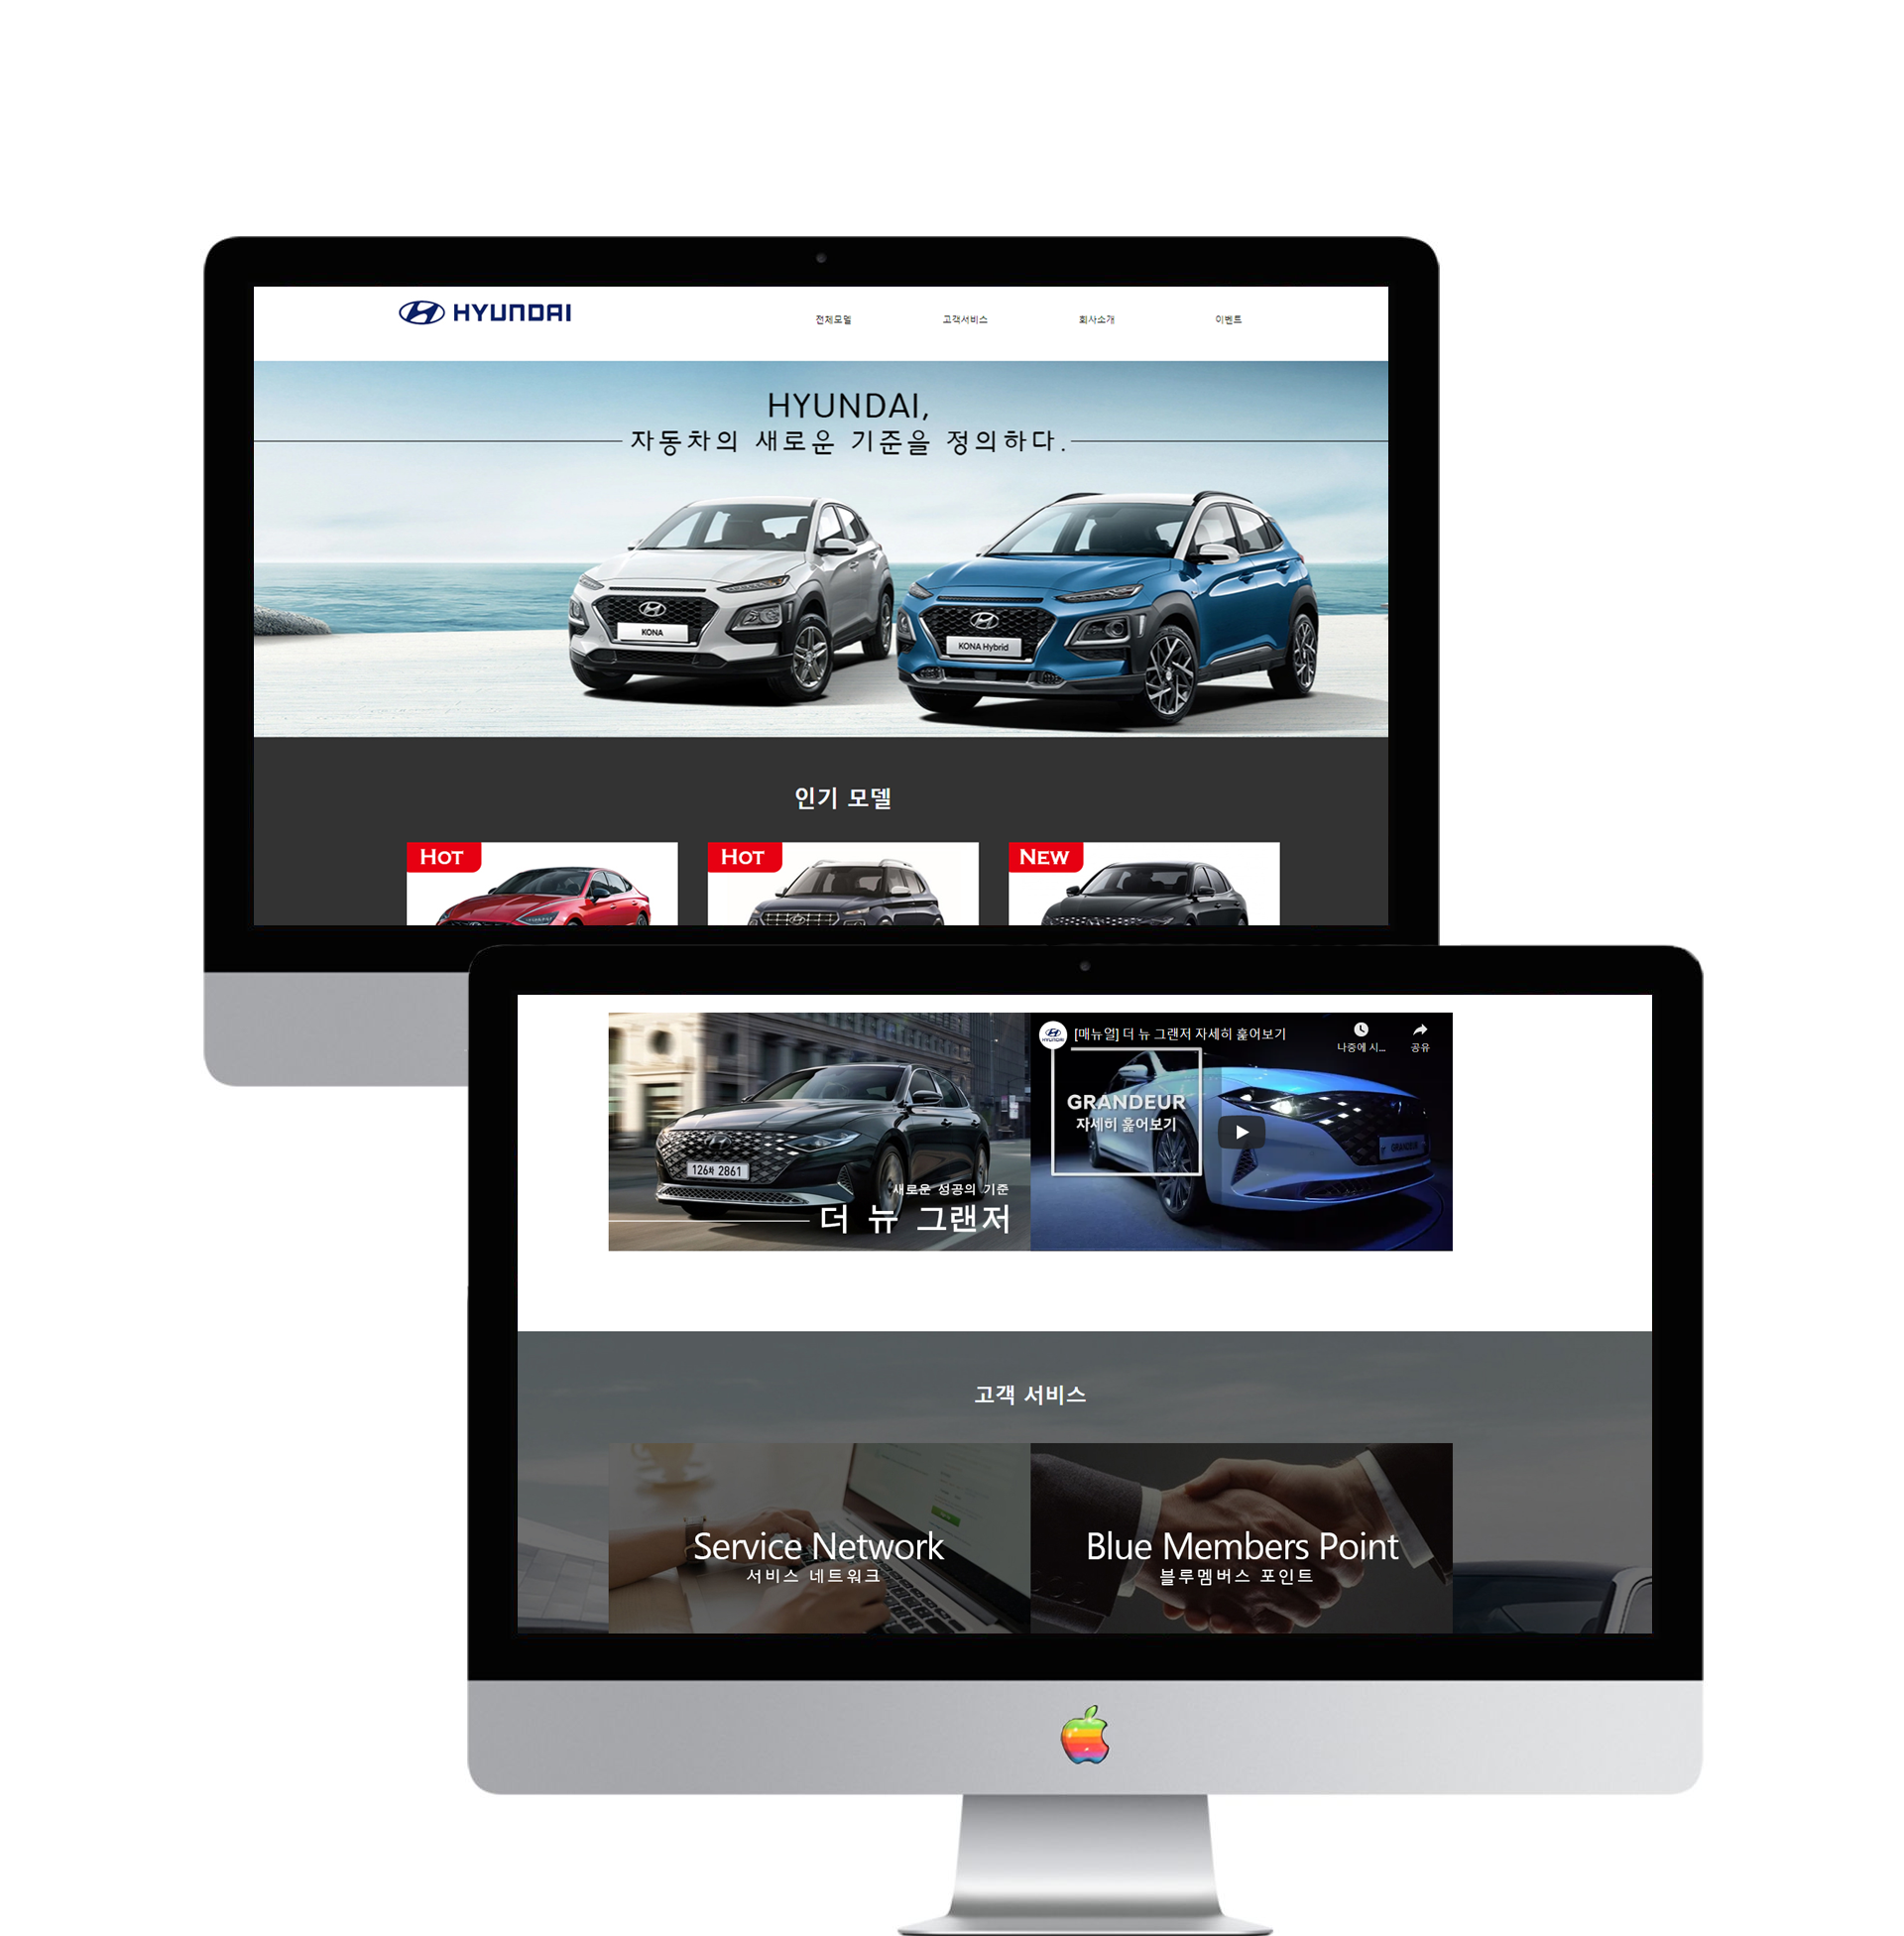 HYUNDAI
전체모델
고객서비스
회사소개
이벤트
HYUNDAI,
자동차의 새로운 기준을 정의하다.
KONA
KONA Hybrid
인기 모델
HOT
HOT
NEW
126차 2861
새로운 성공의 기준
더 뉴 그랜저
HYUNDAI
[매뉴얼] 더 뉴 그랜저 자세히 훑어보기
나중에 시...
공유
GRANDEUR
자세히 훑어보기
GRANDEUR
고객 서비스
Service Network
서비스 네트워크
Blue Members Point
블루멤버스 포인트